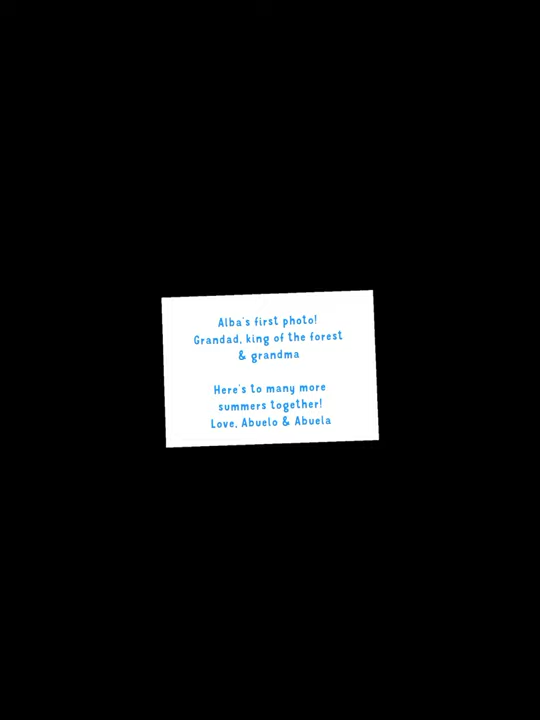 Alba's first photo!
Grandad, king of the forest
& grandma
Here's to many more
summers together!
Love, Abuelo & Abuela